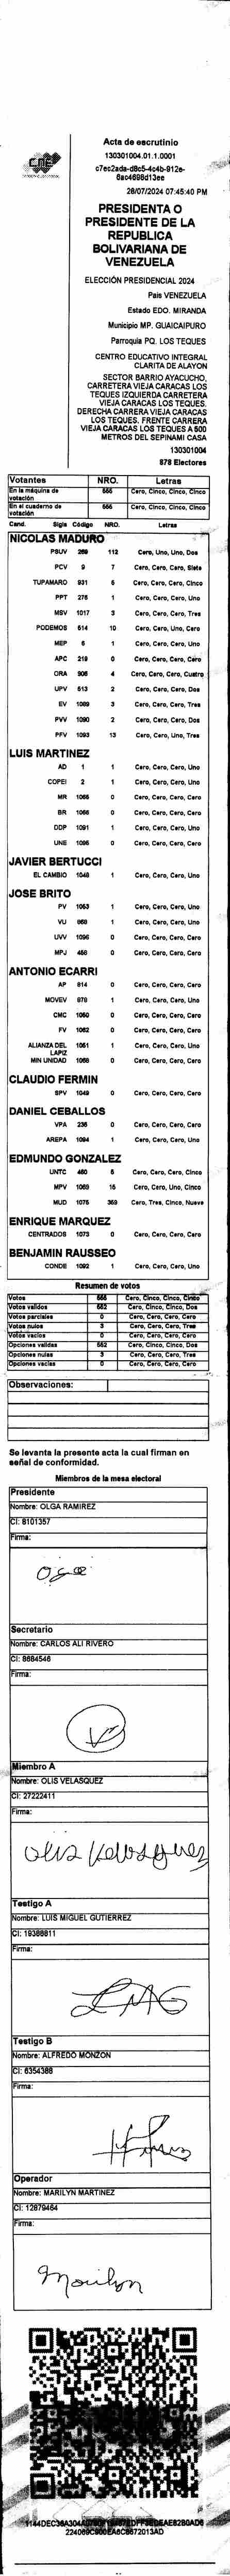 CNE
Acta de escrutinio
130301004.01.1.0001
c7ec2ada-d8c5-4c4b-912e-
8ac4698d13ee
28/07/2024 07:45:40 PM
PRESIDENTA O
PRESIDENTE DE LA
REPUBLICA
BOLIVARIANA DE
VENEZUELA
ELECCIÓN PRESIDENCIAL 2024
Pais VENEZUELA
Estado EDO. MIRANDA
Municipio MP. GUAICAIPURO
Parroquia PQ. LOS TEQUES
CENTRO EDUCATIVO INTEGRAL
CLARITA DE ALAYON
SECTOR BARRIO AYACUCHO,
CARRETERA VIEJA CARACAS LOS
TEQUES IZQUIERDA CARRETERA
VIEJA CARACAS LOS TEQUES.
DERECHA CARRERA VIEJA CARACAS
LOS TEQUES. FRENTE CARRERA
VIEJA CARACAS LOS TEQUES A 500
METROS DEL SEPINAMI CASA
130301004
878 Electores
Votantes NRO. Letras
En la máquina de votación 555 Cero, Cinco, Cinco, Cinco
En el cuaderno de votación 555 Cero, Cinco, Cinco, Cinco
Cand. Sigla Código NRO. Letras
NICOLAS MADURO
PSUV 269 112 Cero, Uno, Uno, Dos
PCV 9 7 Cero, Cero, Cero, Siete
TUPAMARO 931 5 Cero, Cero, Cero, Cinco
PPT 276 1 Cero, Cero, Cero, Uno
MSV 1017 3 Cero, Cero, Cero, Tres
PODEMOS 514 10 Cero, Cero, Uno, Cero
MEP 6 1 Cero, Cero, Cero, Uno
APC 219 0 Cero, Cero, Cero, Cero
ORA 906 4 Cero, Cero, Cero, Cuatro
UPV 513 2 Cero, Cero, Cero, Dos
EV 1089 3 Cero, Cero, Cero, Tres
PVV 1090 2 Cero, Cero, Cero, Dos
PFV 1093 13 Cero, Cero, Uno, Tres
LUIS MARTINEZ
AD 1 1 Cero, Cero, Cero, Uno
COPEI 2 1 Cero, Cero, Cero, Uno
MR 1065 0 Cero, Cero, Cero, Cero
BR 1066 0 Cero, Cero, Cero, Cero
DDP 1091 1 Cero, Cero, Cero, Uno
UNE 1095 0 Cero, Cero, Cero, Cero
JAVIER BERTUCCI
EL CAMBIO 1048 1 Cero, Cero, Cero, Uno
JOSE BRITO
PV 1053 1 Cero, Cero, Cero, Uno
VU 868 1 Cero, Cero, Cero, Uno
UVV 1096 0 Cero, Cero, Cero, Cero
MPJ 458 0 Cero, Cero, Cero, Cero
ANTONIO ECARRI
AP 814 0 Cero, Cero, Cero, Cero
MOVEV 979 1 Cero, Cero, Cero, Uno
CMC 1050 0 Cero, Cero, Cero, Cero
FV 1082 0 Cero, Cero, Cero, Cero
ALIANZA DEL LAPIZ 1051 1 Cero, Cero, Cero, Uno
MIN UNIDAD 1058 0 Cero, Cero, Cero, Cero
CLAUDIO FERMIN
SPV 1049 0 Cero, Cero, Cero, Cero
DANIEL CEBALLOS
VPA 236 0 Cero, Cero, Cero, Cero
AREPA 1094 1 Cero, Cero, Cero, Uno
EDMUNDO GONZALEZ
UNTC 460 5 Cero, Cero, Cero, Cinco
MPV 1069 15 Cero, Cero, Uno, Cinco
MUD 1075 359 Cero, Tres, Cinco, Nueve
ENRIQUE MARQUEZ
CENTRADOS 1073 0 Cero, Cero, Cero, Cero
BENJAMIN RAUSSEO
CONDE 1092 1 Cero, Cero, Cero, Uno
Resumen de votos
Votos 555 Cero, Cinco, Cinco, Cinco
Votos validos 552 Cero, Cinco, Cinco, Dos
Votos parciales 0 Cero, Cero, Cero, Cero
Votos nulos 3 Cero, Cero, Cero, Tres
Votos vacios 0 Cero, Cero, Cero, Cero
Opciones validas 552 Cero, Cinco, Cinco, Dos
Opciones nulas 3 Cero, Cero, Cero, Tres
Opciones vacias 0 Cero, Cero, Cero, Cero
Observaciones:
Se levanta la presente acta la cual firman en
señal de conformidad.
Miembros de la mesa electoral
Presidente
Nombre: OLGA RAMIREZ
CI: 8101357
Firma:
Secretario
Nombre: CARLOS ALI RIVERO
CI: 8684546
Firma:
Miembro A
Nombre: OLIS VELASQUEZ
CI: 27222411
Firma:
Olis Velasquez
Testigo A
Nombre: LUIS MIGUEL GUTIERREZ
CI: 19388811
Firma:
Testigo B
Nombre: ALFREDO MONZON
CI: 6354388
Firma:
Operador
Nombre: MARILYN MARTINEZ
CI: 12879464
Firma:
Marilyn